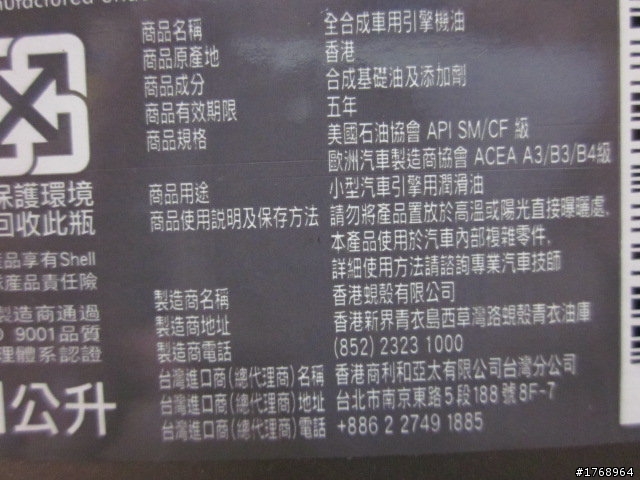 商品名稱 全合成車用引擎機油
商品原產地 香港
商品成分 合成基礎油及添加劑
商品有效期限 五年
商品規格 美國石油協會 API SM/CF 級
歐洲汽車製造商協會 ACEA A3/B3/B4級
商品用途 小型汽車引擎用潤滑油
商品使用說明及保存方法 請勿將產品置放於高溫或陽光直接曝曬處.
本產品使用於汽車內部複雜零件.
詳細使用方法請諮詢專業汽車技師
製造商名稱 香港蜆殼有限公司
製造商地址 香港新界青衣島西草灣路蜆殼青衣油庫
製造商電話 (852) 2323 1000
台灣進口商(總代理商)名稱 香港商利和亞太有限公司台灣分公司
台灣進口商(總代理商)地址 台北市南京東路5段188號8F-7
台灣進口商(總代理商)電話 +886 2 2749 1885
保護環境
回收此瓶
品享有Shell
產品責任險
製造商通過
9001品質
理體系認證
公升
#1768964